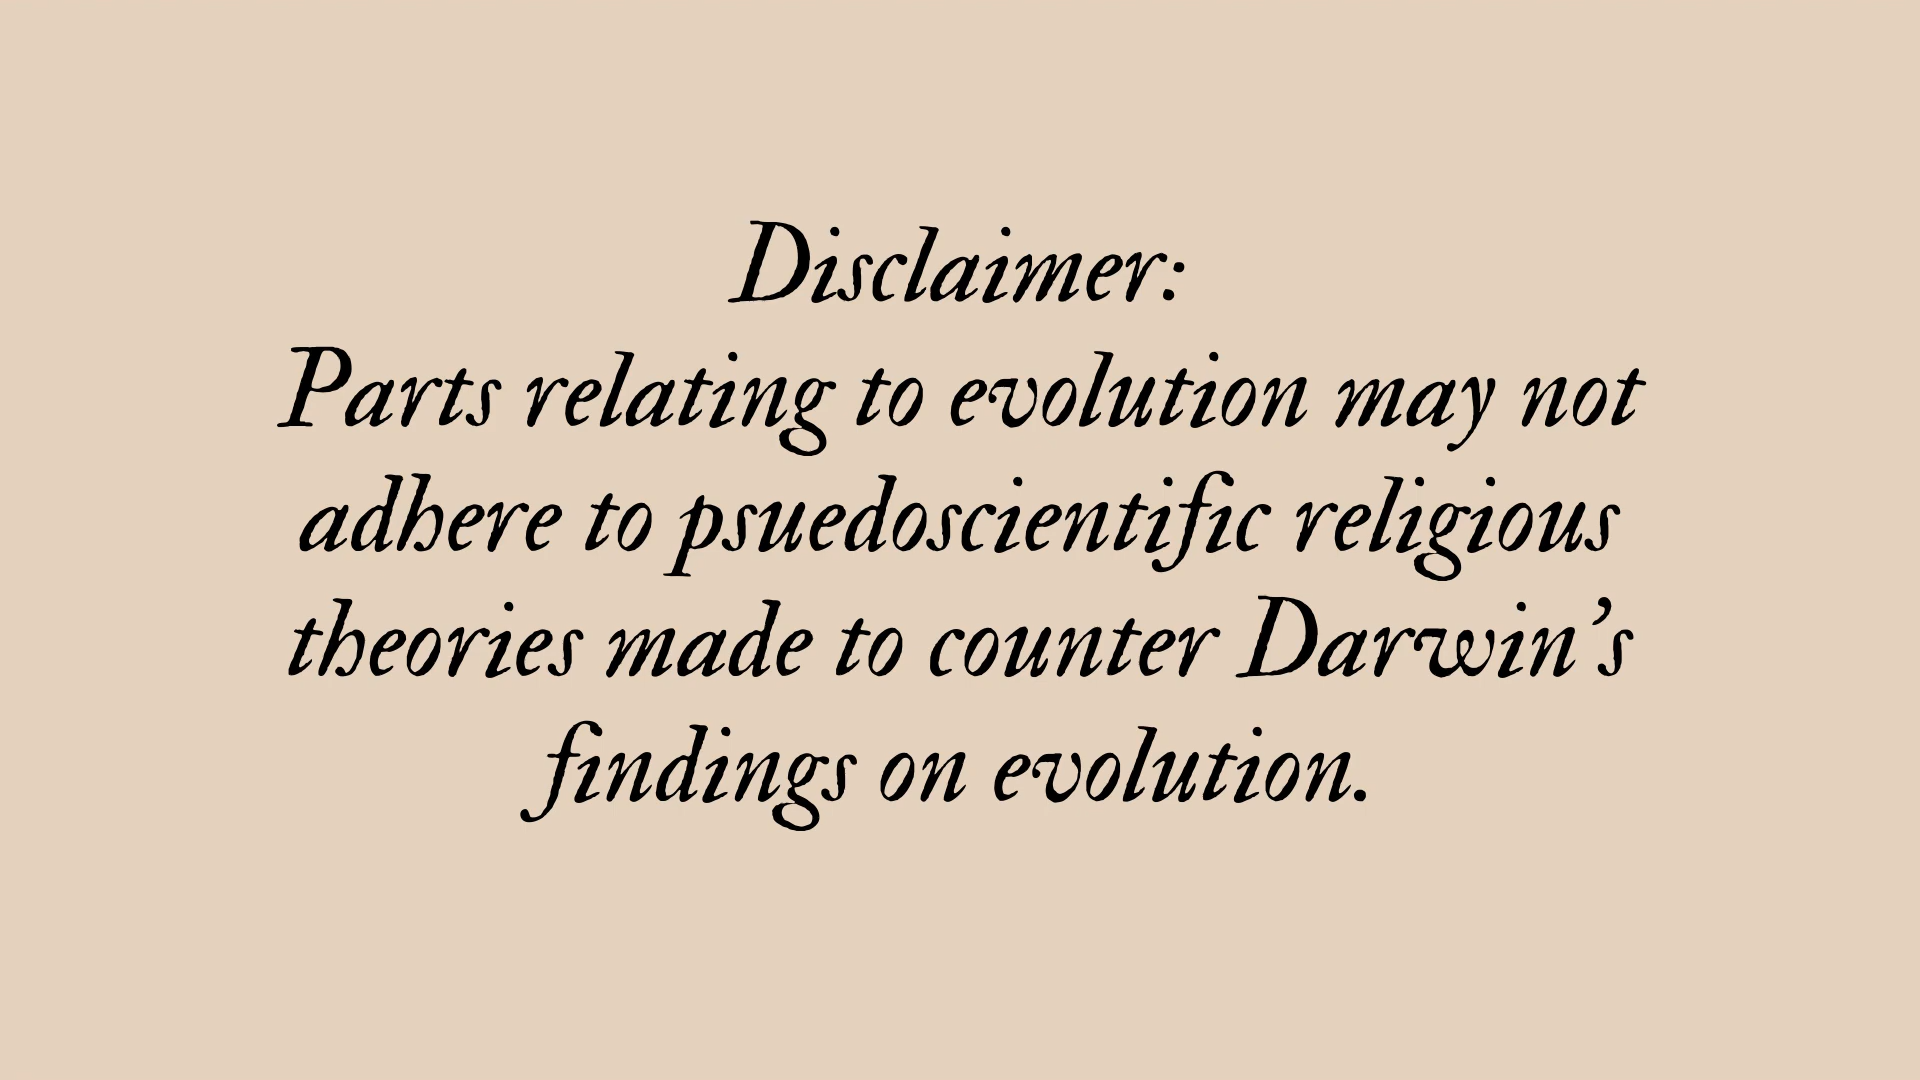 Disclaimer:
Parts relating to evolution may not
adhere to psuedoscientific religious
theories made to counter Darwin’s
findings on evolution.